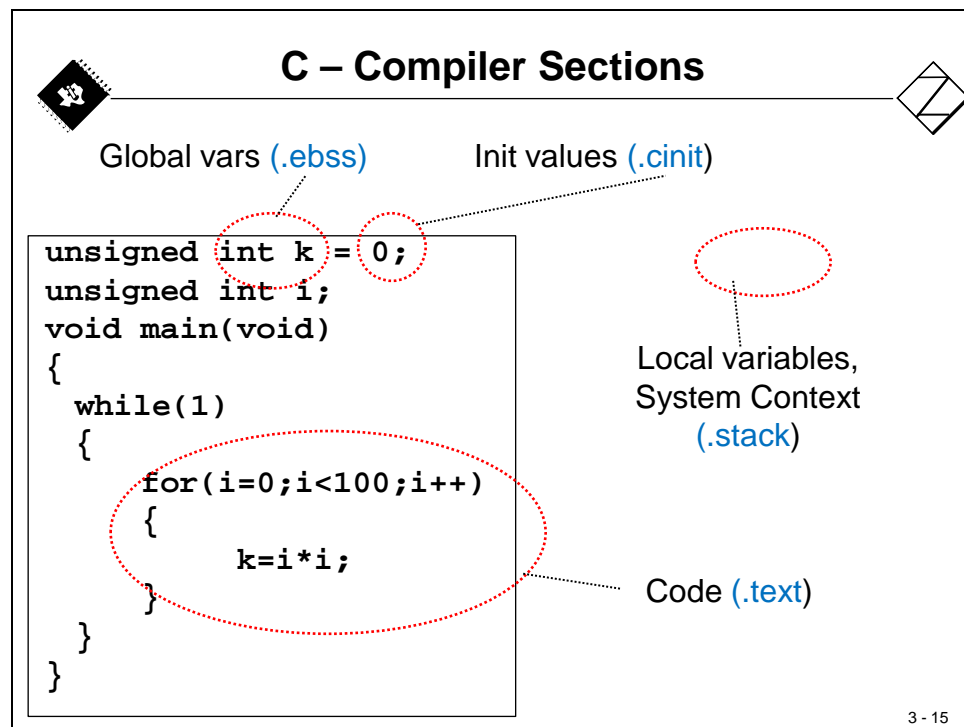 C – Compiler Sections
Global vars (.ebss)
Init values (.cinit)
unsigned int k = 0;
unsigned int i;
void main(void)
{
while(1)
{
for(i=0;i<100;i++)
{
k=i*i;
}
}
}
Local variables,
System Context
(.stack)
Code (.text)
3 - 15